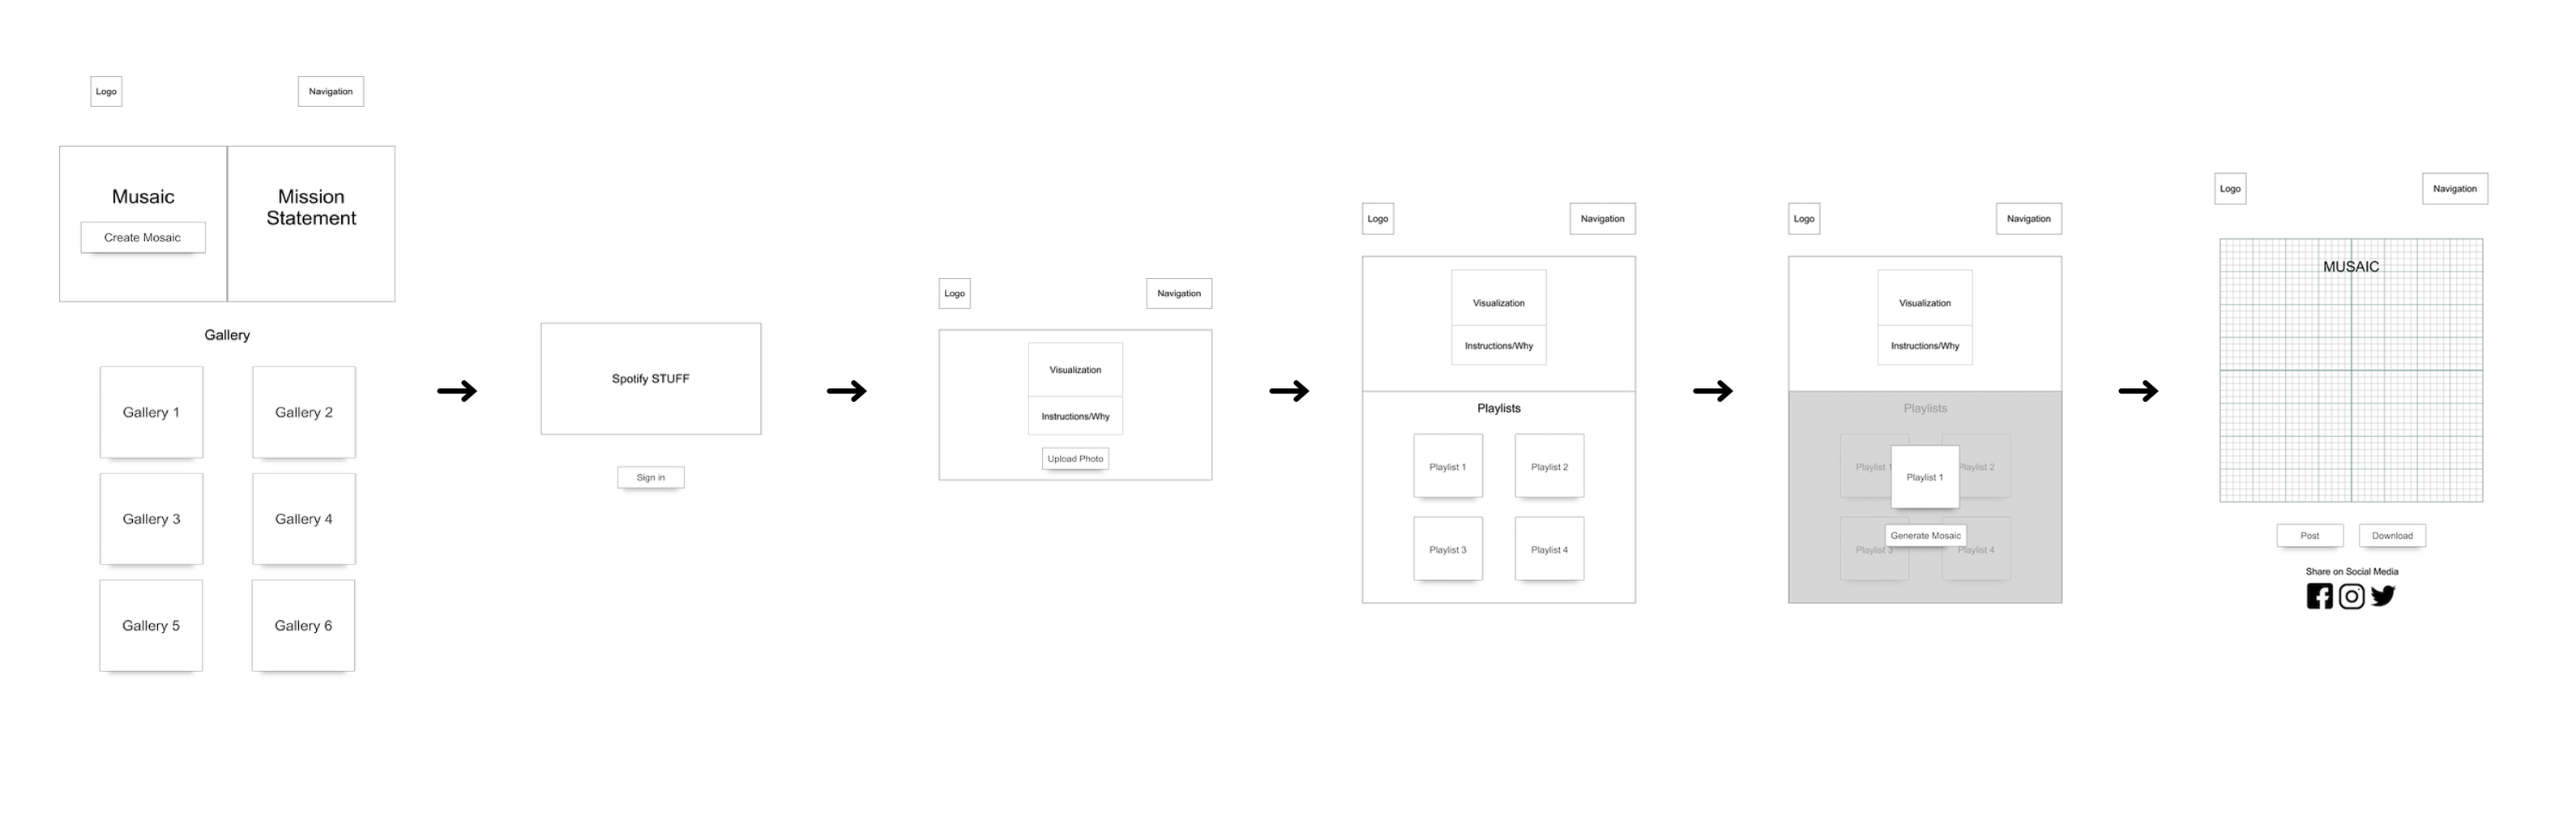 Logo
Navigation
Musaic
Create Mosaic
Mission
Statement
Gallery
Gallery 1
Gallery 2
Gallery 3
Gallery 4
Gallery 5
Gallery 6
Spotify STUFF
Sign in
Logo
Navigation
Visualization
Instructions/Why
Upload Photo
Logo
Navigation
Visualization
Instructions/Why
Playlists
Playlist 1
Playlist 2
Playlist 3
Playlist 4
Logo
Navigation
Visualization
Instructions/Why
Playlists
Playlist 1
Playlist 2
Playlist 1
Generate Mosaic
Playlist 3
Playlist 4
Logo
Navigation
MUSAIC
Post
Download
Share on Social Media